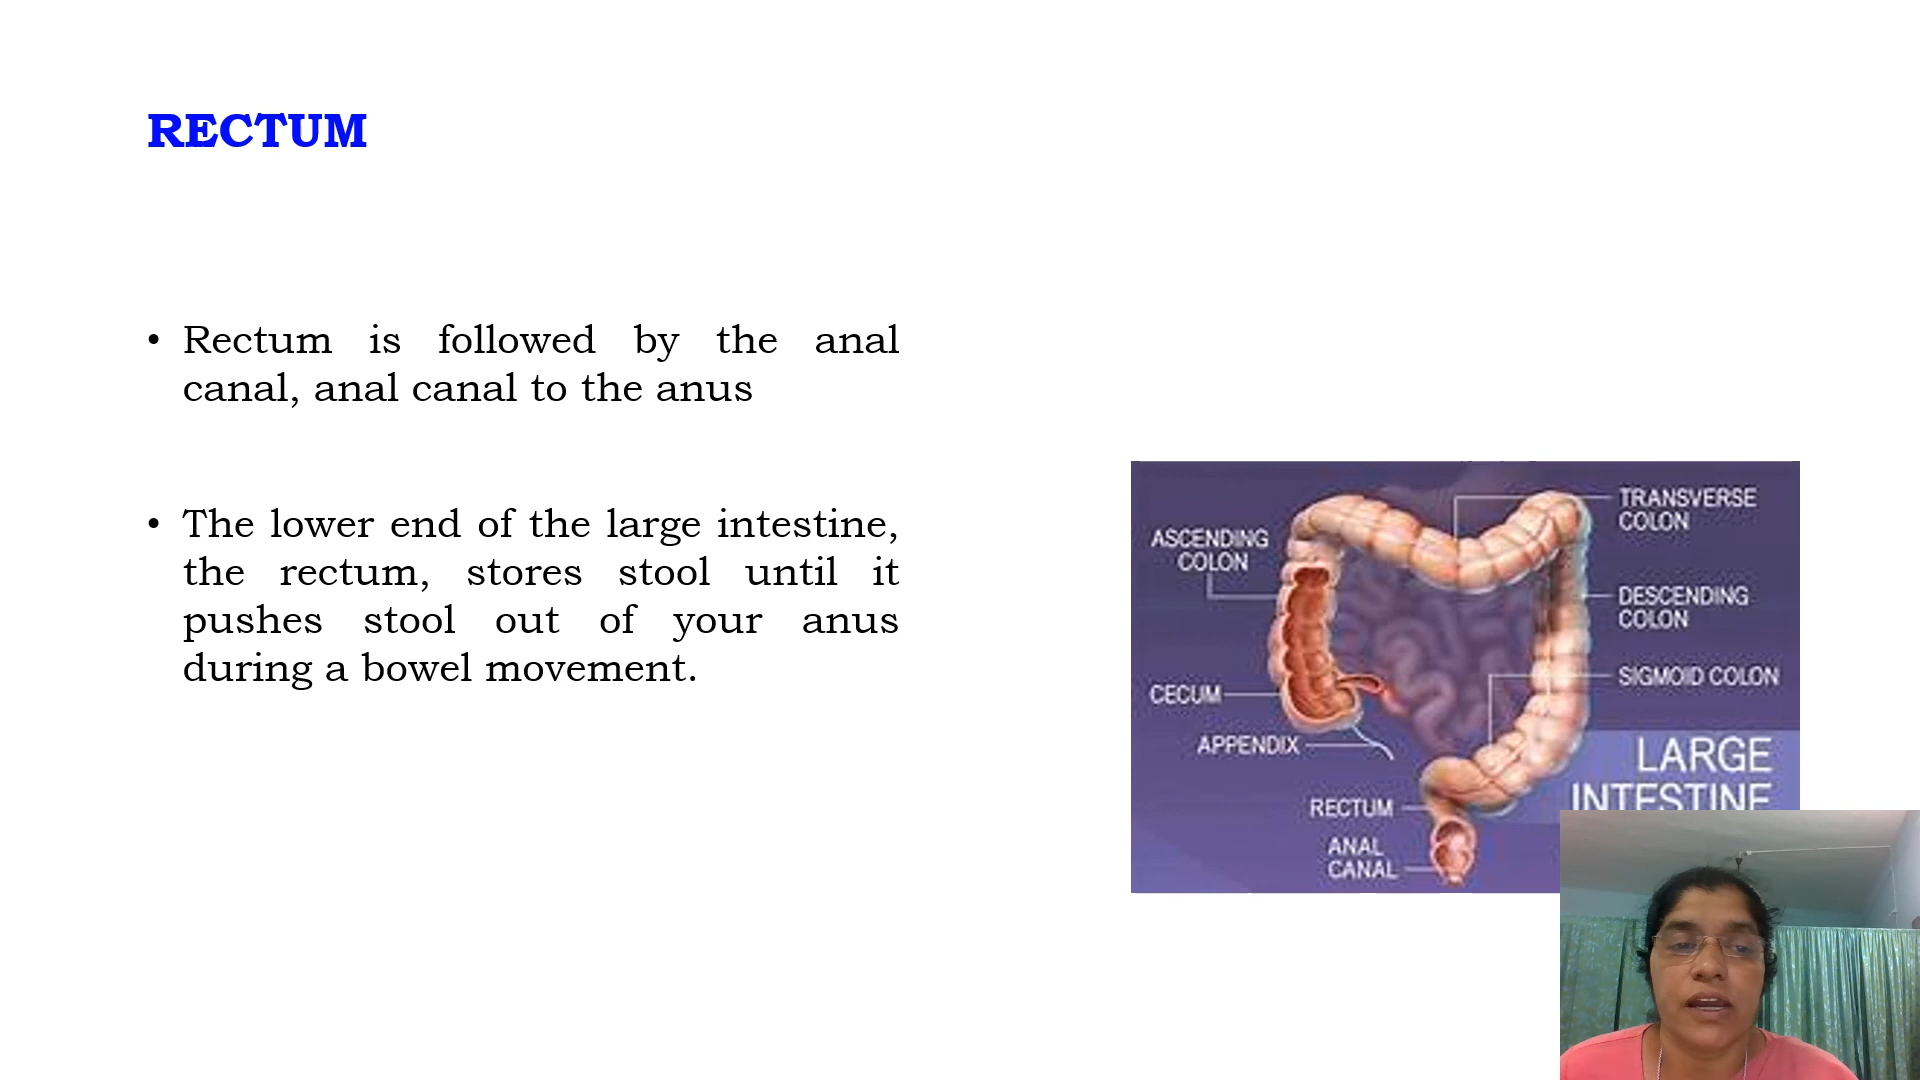 RECTUM
• Rectum is followed by the anal
canal, anal canal to the anus
• The lower end of the large intestine,
the rectum, stores stool until it
pushes stool out of your anus
during a bowel movement.
TRANSVERSE
COLON
ASCENDING
COLON
DESCENDING
COLON
SIGMOID COLON
CECUM
APPENDIX
LARGE
INTESTINE
RECTUM
ANAL
CANAL